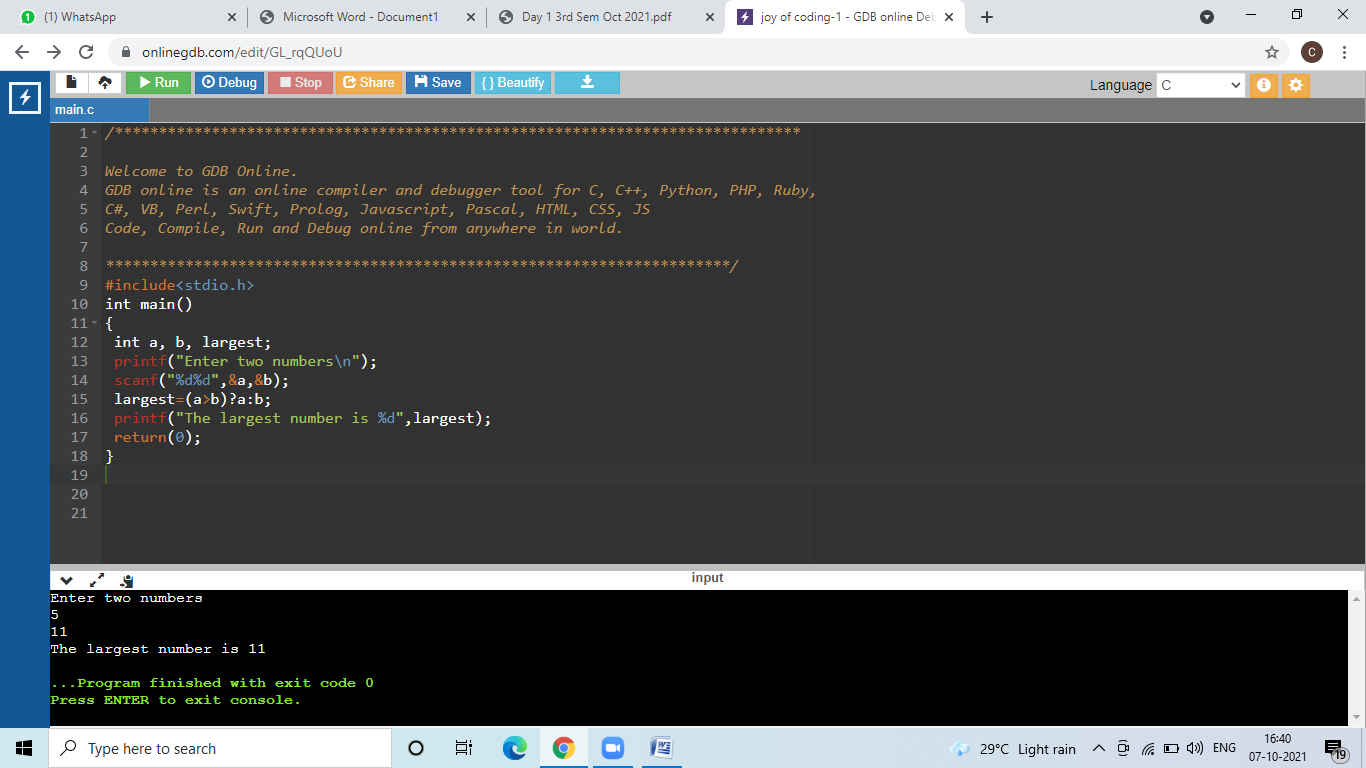 (1) WhatsApp
Microsoft Word - Document1
Day 1 3rd Sem Oct 2021.pdf
joy of coding-1 - GDB online Deb
onlinegdb.com/edit/GL_rqQUoU
C
Run
Debug
Stop
Share
Save
{ } Beautify
Language C
main.c
1 /******************************************************************************
2
3 Welcome to GDB Online.
4 GDB online is an online compiler and debugger tool for C, C++, Python, PHP, Ruby,
5 C#, VB, Perl, Swift, Prolog, Javascript, Pascal, HTML, CSS, JS
6 Code, Compile, Run and Debug online from anywhere in world.
7
8 ***********************************************************************/
9 #include<stdio.h>
10 int main()
11 {
12 int a, b, largest;
13 printf("Enter two numbers\n");
14 scanf("%d%d",&a,&b);
15 largest=(a>b)?a:b;
16 printf("The largest number is %d",largest);
17 return(0);
18 }
19
20
21
input
Enter two numbers
5
11
The largest number is 11
...Program finished with exit code 0
Press ENTER to exit console.
Type here to search
29°C Light rain
ENG
16:40
07-10-2021
19